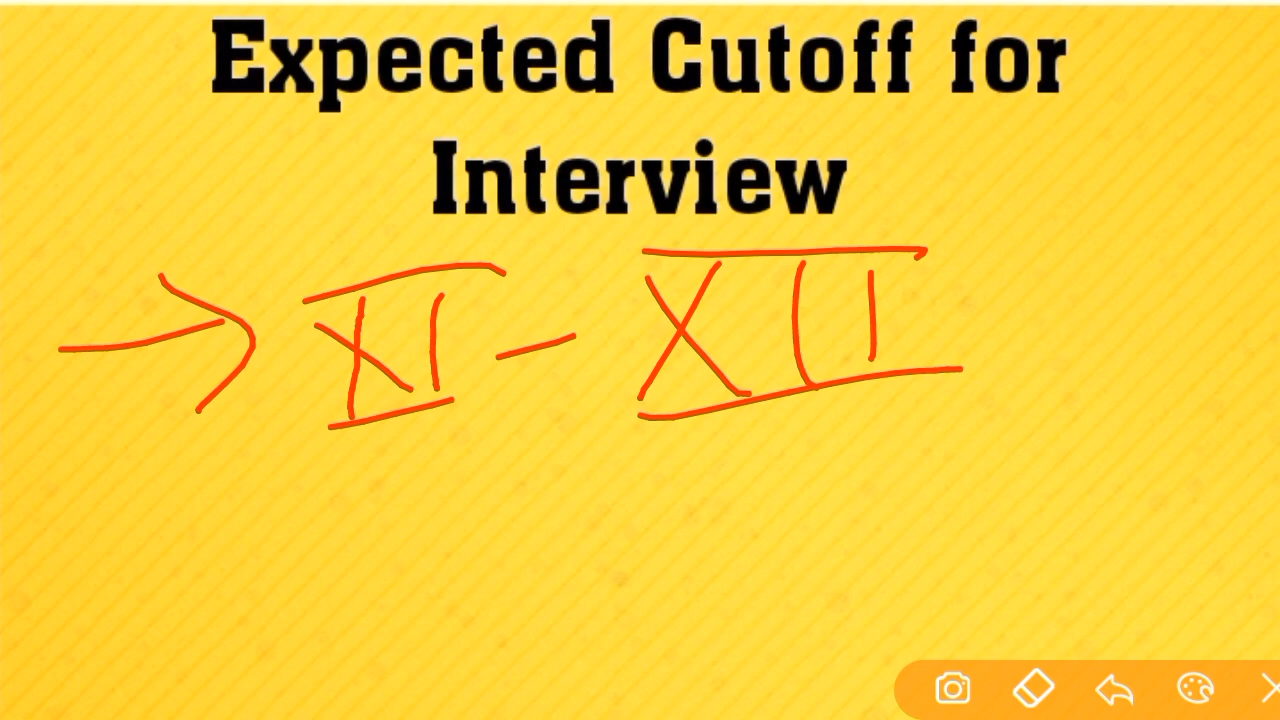 Expected Cutoff for
Interview
→ XI - XII